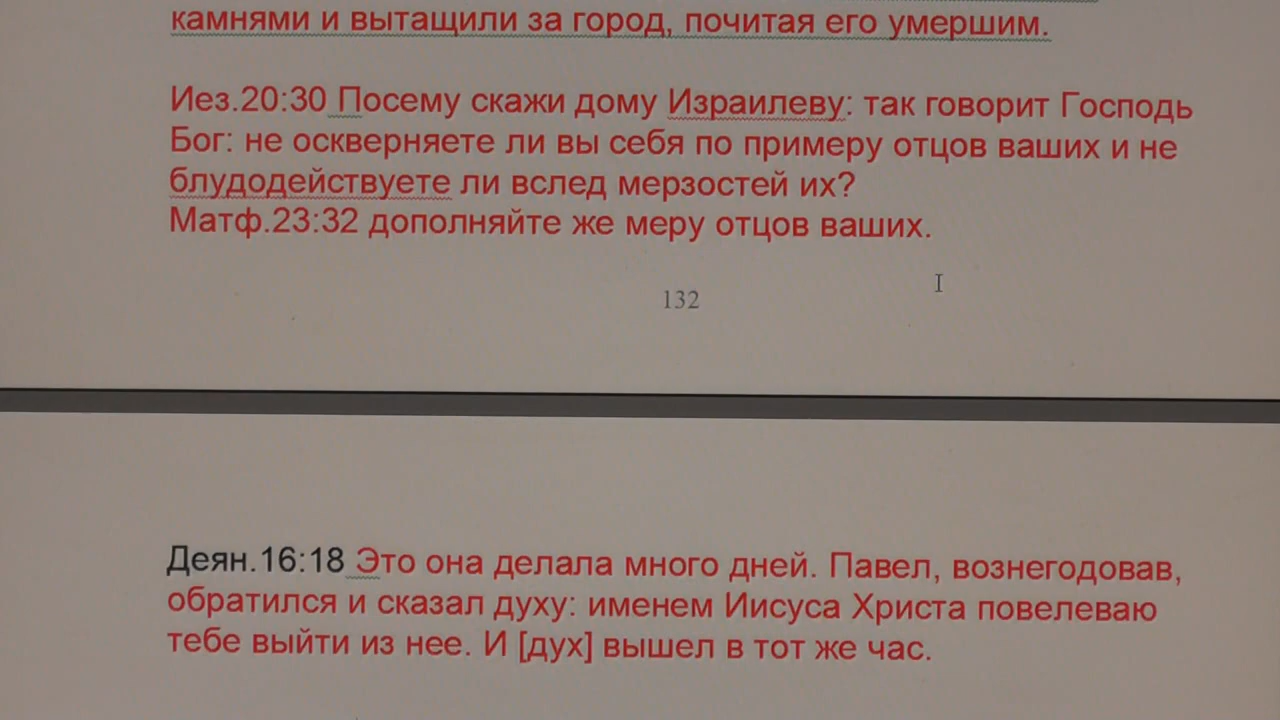 камнями и вытащили за город, почитая его умершим.
Иез.20:30 Посему скажи дому Израилеву: так говорит Господь
Бог: не оскверняете ли вы себя по примеру отцов ваших и не
блудодействуете ли вслед мерзостей их?
Матф.23:32 дополняйте же меру отцов ваших.
132
Деян.16:18 Это она делала много дней. Павел, вознегодовав,
обратился и сказал духу: именем Иисуса Христа повелеваю
тебе выйти из нее. И [дух] вышел в тот же час.